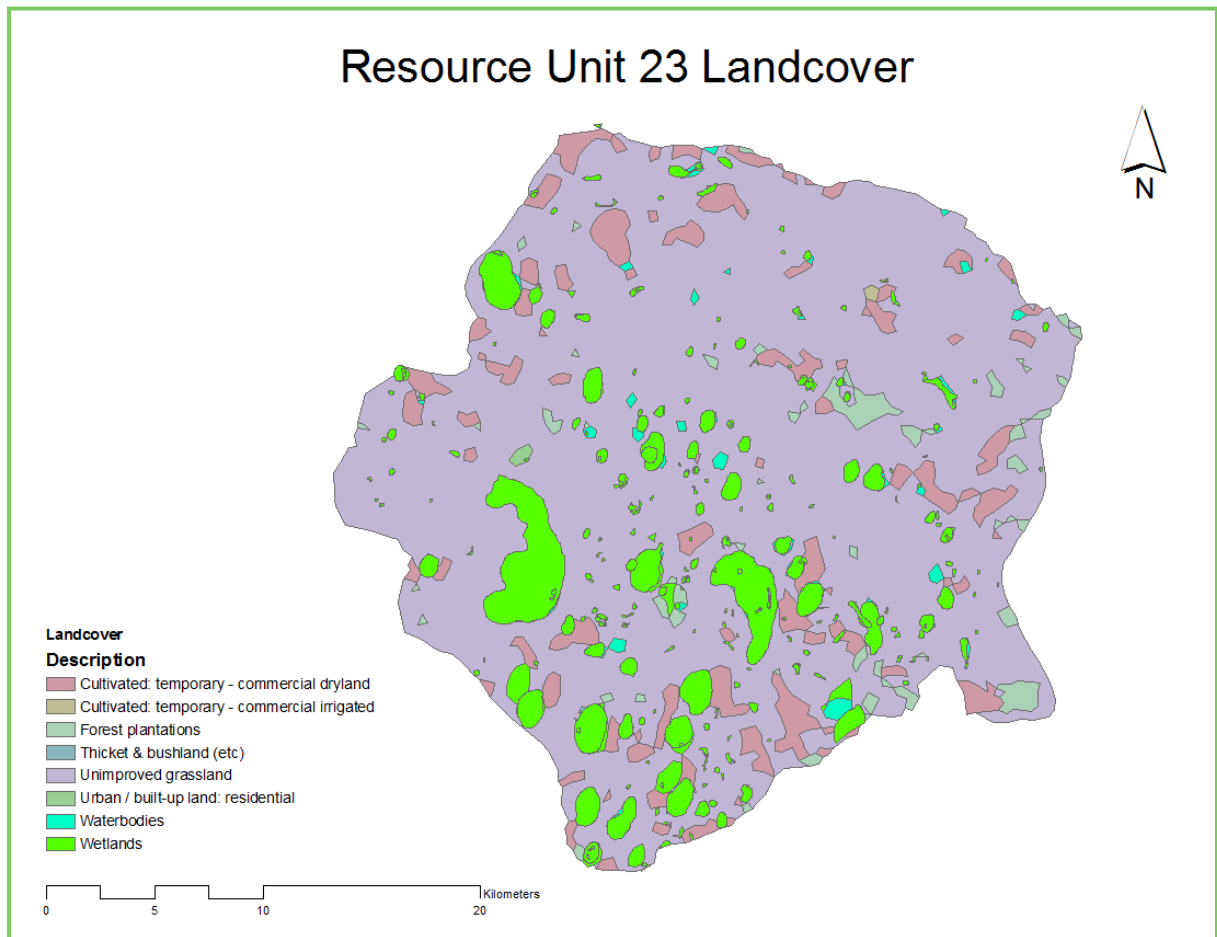 Resource Unit 23 Landcover
N
Landcover
Description
Cultivated: temporary - commercial dryland
Cultivated: temporary - commercial irrigated
Forest plantations
Thicket & bushland (etc)
Unimproved grassland
Urban / built-up land: residential
Waterbodies
Wetlands
Kilometers
0 5 10 20